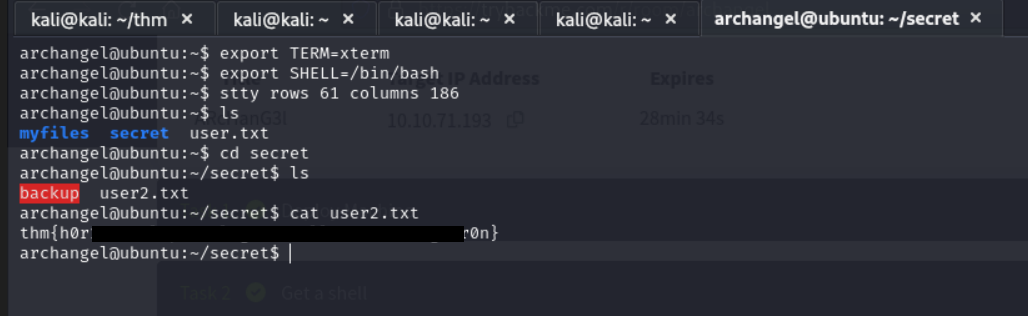 kali@kali: ~/thm × kali@kali: ~ × kali@kali: ~ × kali@kali: ~ × archangel@ubuntu: ~/secret ×
archangel@ubuntu:~$ export TERM=xterm
archangel@ubuntu:~$ export SHELL=/bin/bash
IP Address Expires
archangel@ubuntu:~$ stty rows 61 columns 186
archangel@ubuntu:~$ ls
10.10.71.193 28min 34s
myfiles secret user.txt
archangel@ubuntu:~$ cd secret
archangel@ubuntu:~/secret$ ls
backup user2.txt
archangel@ubuntu:~/secret$ cat user2.txt
thm{h0r r0n}
archangel@ubuntu:~/secret$
Task 2 Get a shell